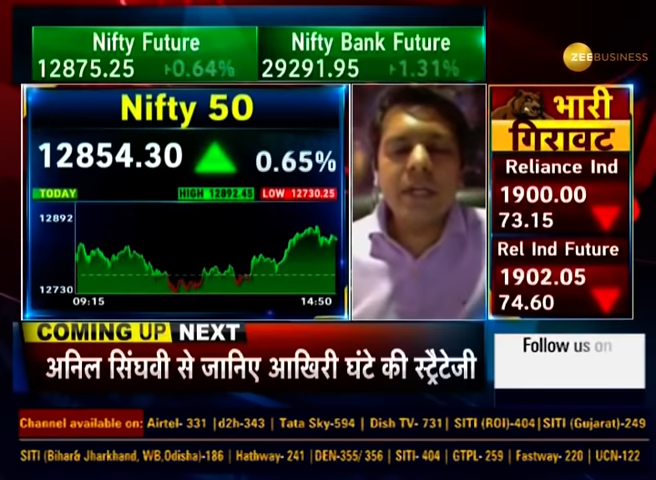 Nifty Future
12875.25 +0.64%
Nifty Bank Future
29291.95 +1.31%
ZEEBUSINESS
Nifty 50
12854.30 0.65%
TODAY HIGH 12892.45 LOW 12730.25
12892
12730
09:15 14:50
भारी
गिरावट
Reliance Ind
1900.00
73.15
Rel Ind Future
1902.05
74.60
COMING UP NEXT
अनिल सिंघवी से जानिए आखिरी घंटे की स्ट्रैटेजी
Follow us on
Channel available on: Airtel- 331 | d2h-343 | Tata Sky-594 | Dish TV- 731 | SITI (ROI)-404 | SITI (Gujarat)-249
SITI (Bihar& Jharkhand, WB,Odisha)-186 | Hathway- 241 | DEN-355/ 356 | SITI- 404 | GTPL- 259 | Fastway- 220 | UCN-122